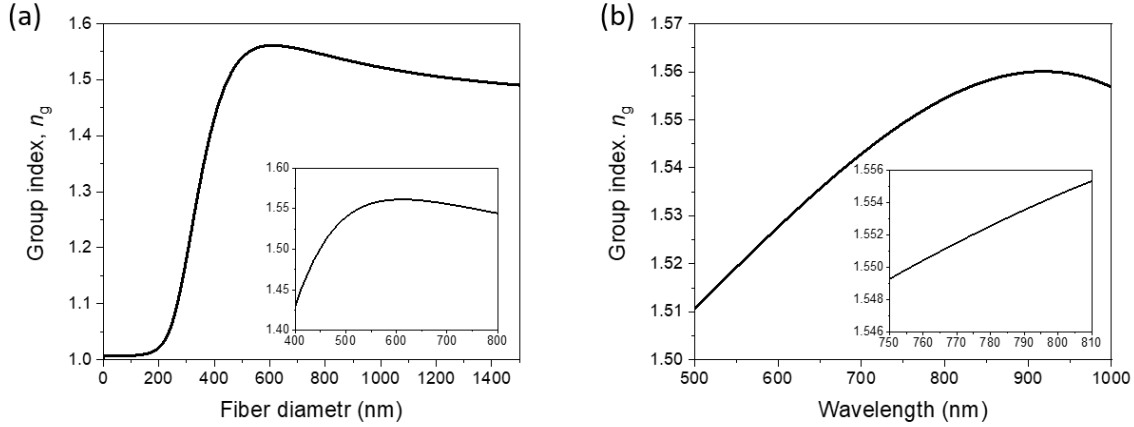 (a)
Group index, ng
1.6
1.5
1.4
1.3
1.2
1.1
1.0
0 200 400 600 800 1000 1200 1400
Fiber diametr (nm)
1.60
1.55
1.50
1.45
1.40
400 500 600 700 800
(b)
Group index. ng
1.57
1.56
1.55
1.54
1.53
1.52
1.51
1.50
500 600 700 800 900 1000
Wavelength (nm)
1.556
1.554
1.552
1.550
1.548
1.546
750 760 770 780 790 800 810